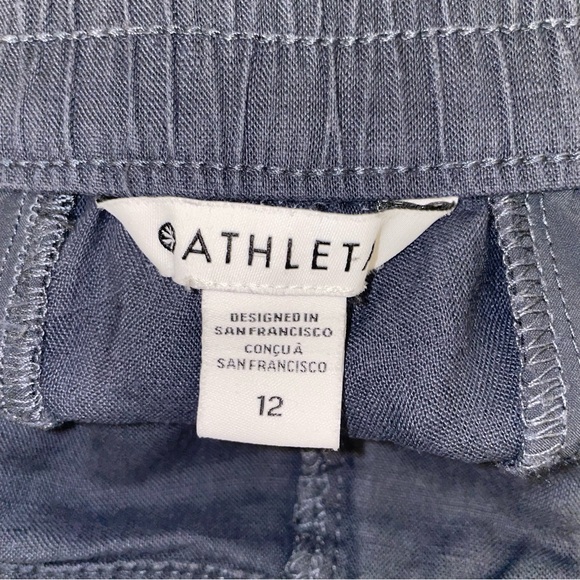 ATHLETA
DESIGNED IN
SAN FRANCISCO
CONÇU À
SAN FRANCISCO
12